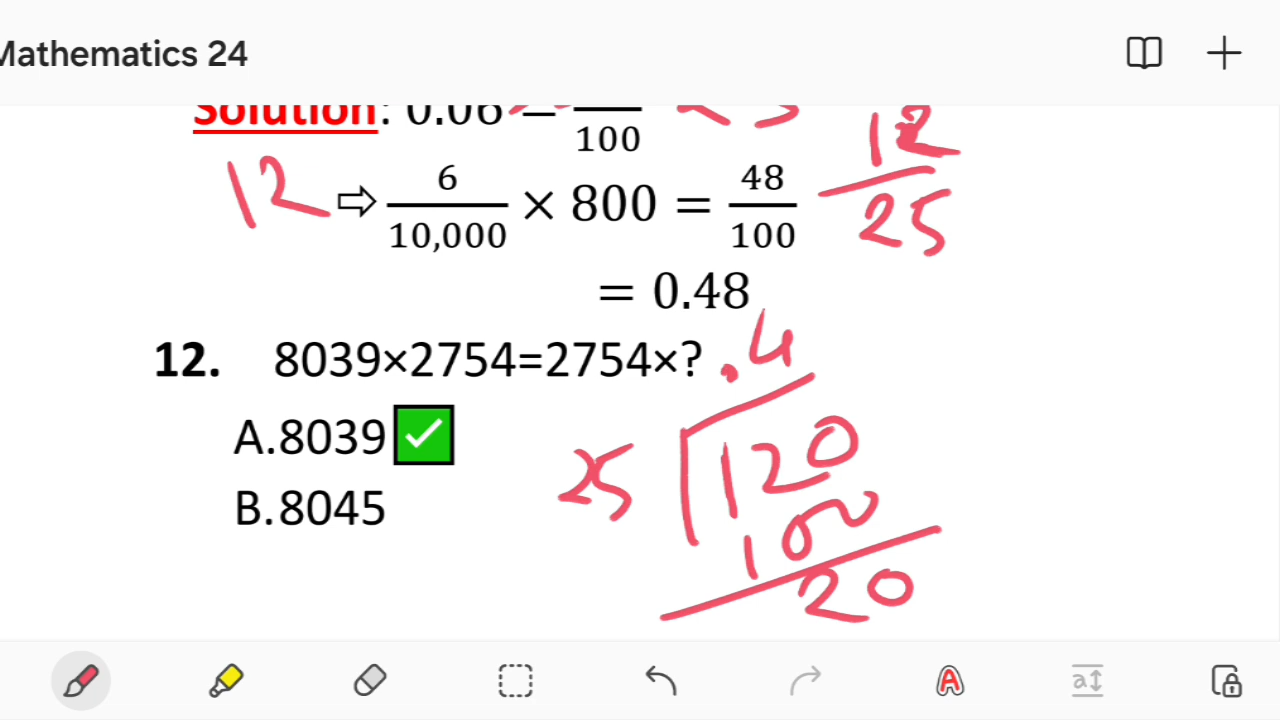 Mathematics 24
Solution: 0.06 =
100
12 ⇨ 6/10,000 × 800 = 48/100
12/25
= 0.48
12. 8039×2754=2754×?
.4
A.8039 ✓
25 120
B.8045
100
20